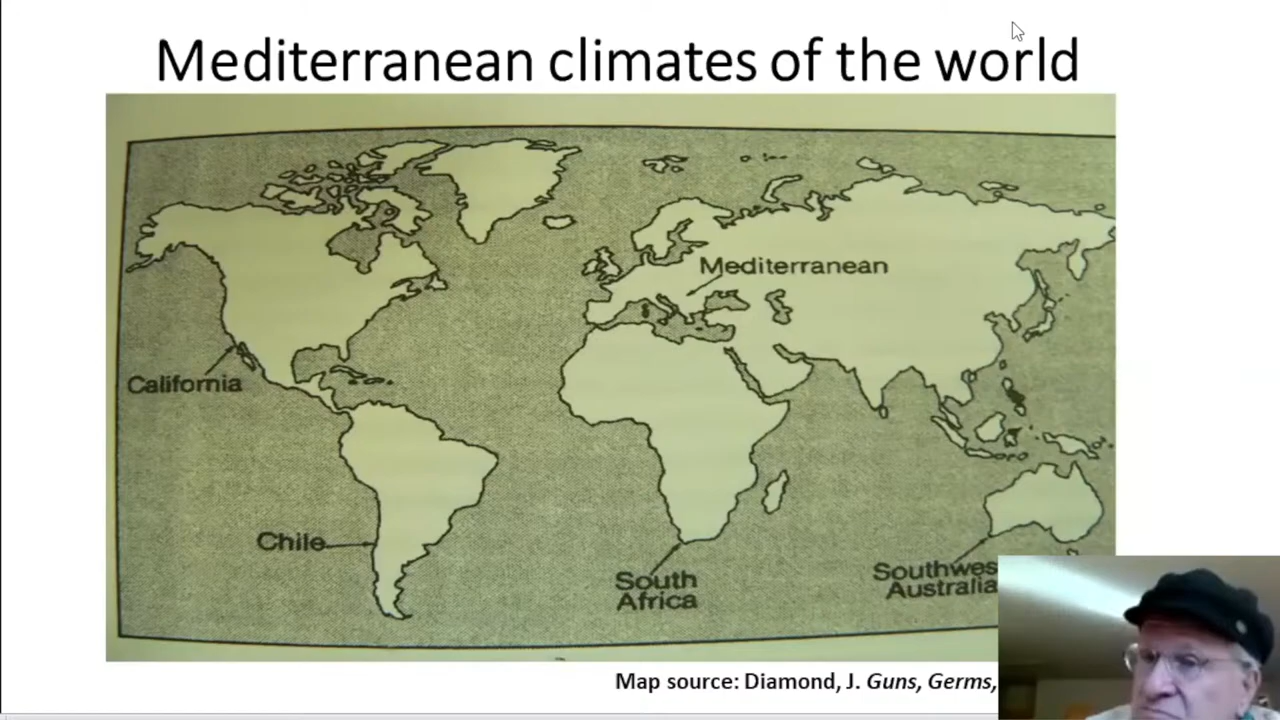 Mediterranean climates of the world
Mediterranean
California
Chile
South
Africa
Southwes
Australia
Map source: Diamond, J. Guns, Germs,